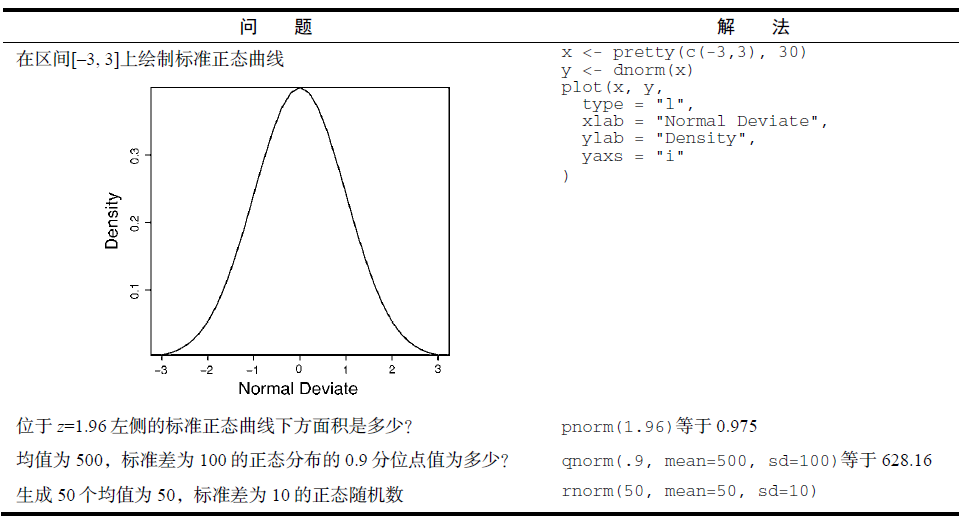 问 题
解 法
在区间[–3, 3]上绘制标准正态曲线
x <- pretty(c(-3,3), 30)
y <- dnorm(x)
plot(x, y,
type = "l",
xlab = "Normal Deviate",
ylab = "Density",
yaxs = "i"
)
Density
0.3
0.2
0.1
−3 −2 −1 0 1 2 3
Normal Deviate
位于 z=1.96 左侧的标准正态曲线下方面积是多少？
pnorm(1.96)等于 0.975
均值为 500，标准差为 100 的正态分布的 0.9 分位点值为多少？
qnorm(.9, mean=500, sd=100)等于 628.16
生成 50 个均值为 50，标准差为 10 的正态随机数
rnorm(50, mean=50, sd=10)